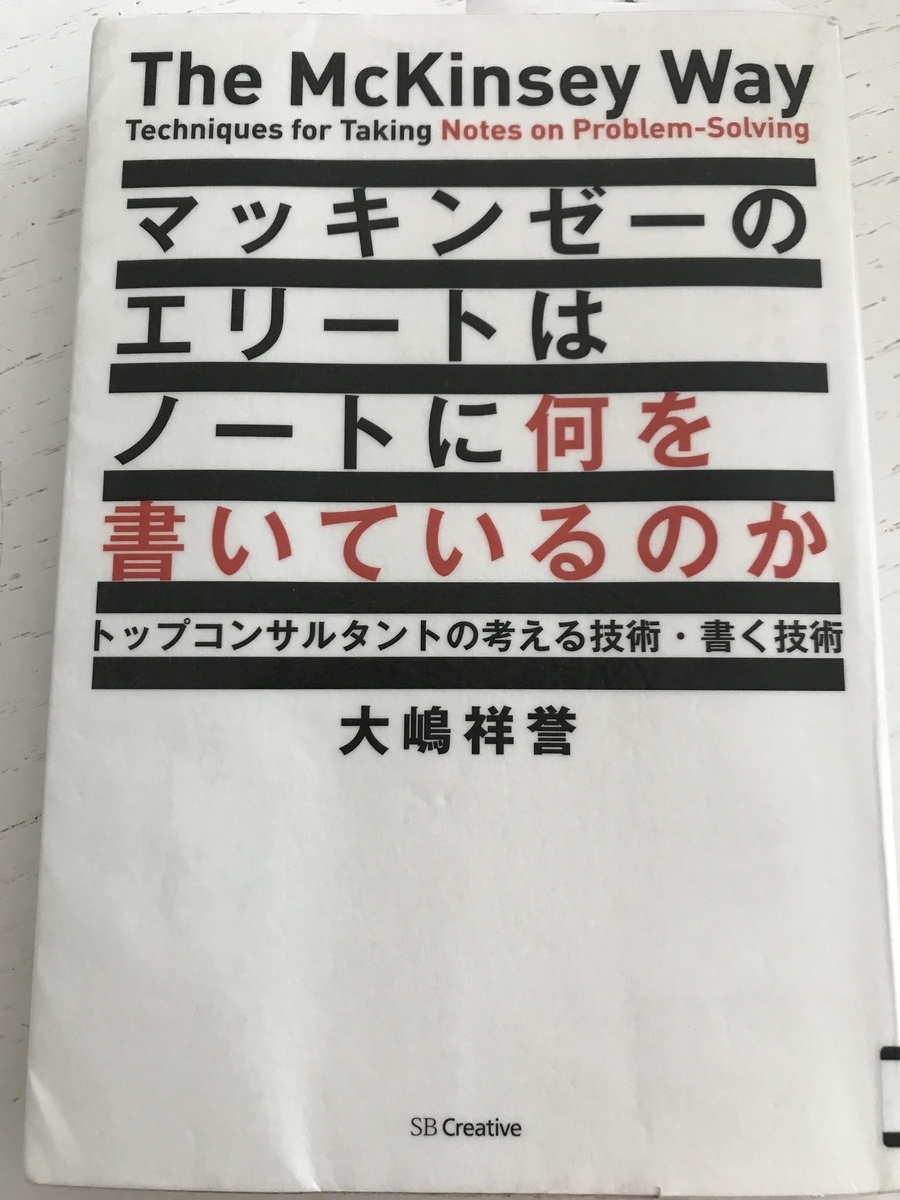 The McKinsey Way
Techniques for Taking Notes on Problem-Solving
マッキンゼーの
エリートは
ノートに何を
書いているのか
トップコンサルタントの考える技術・書く技術
大嶋祥誉
SB Creative